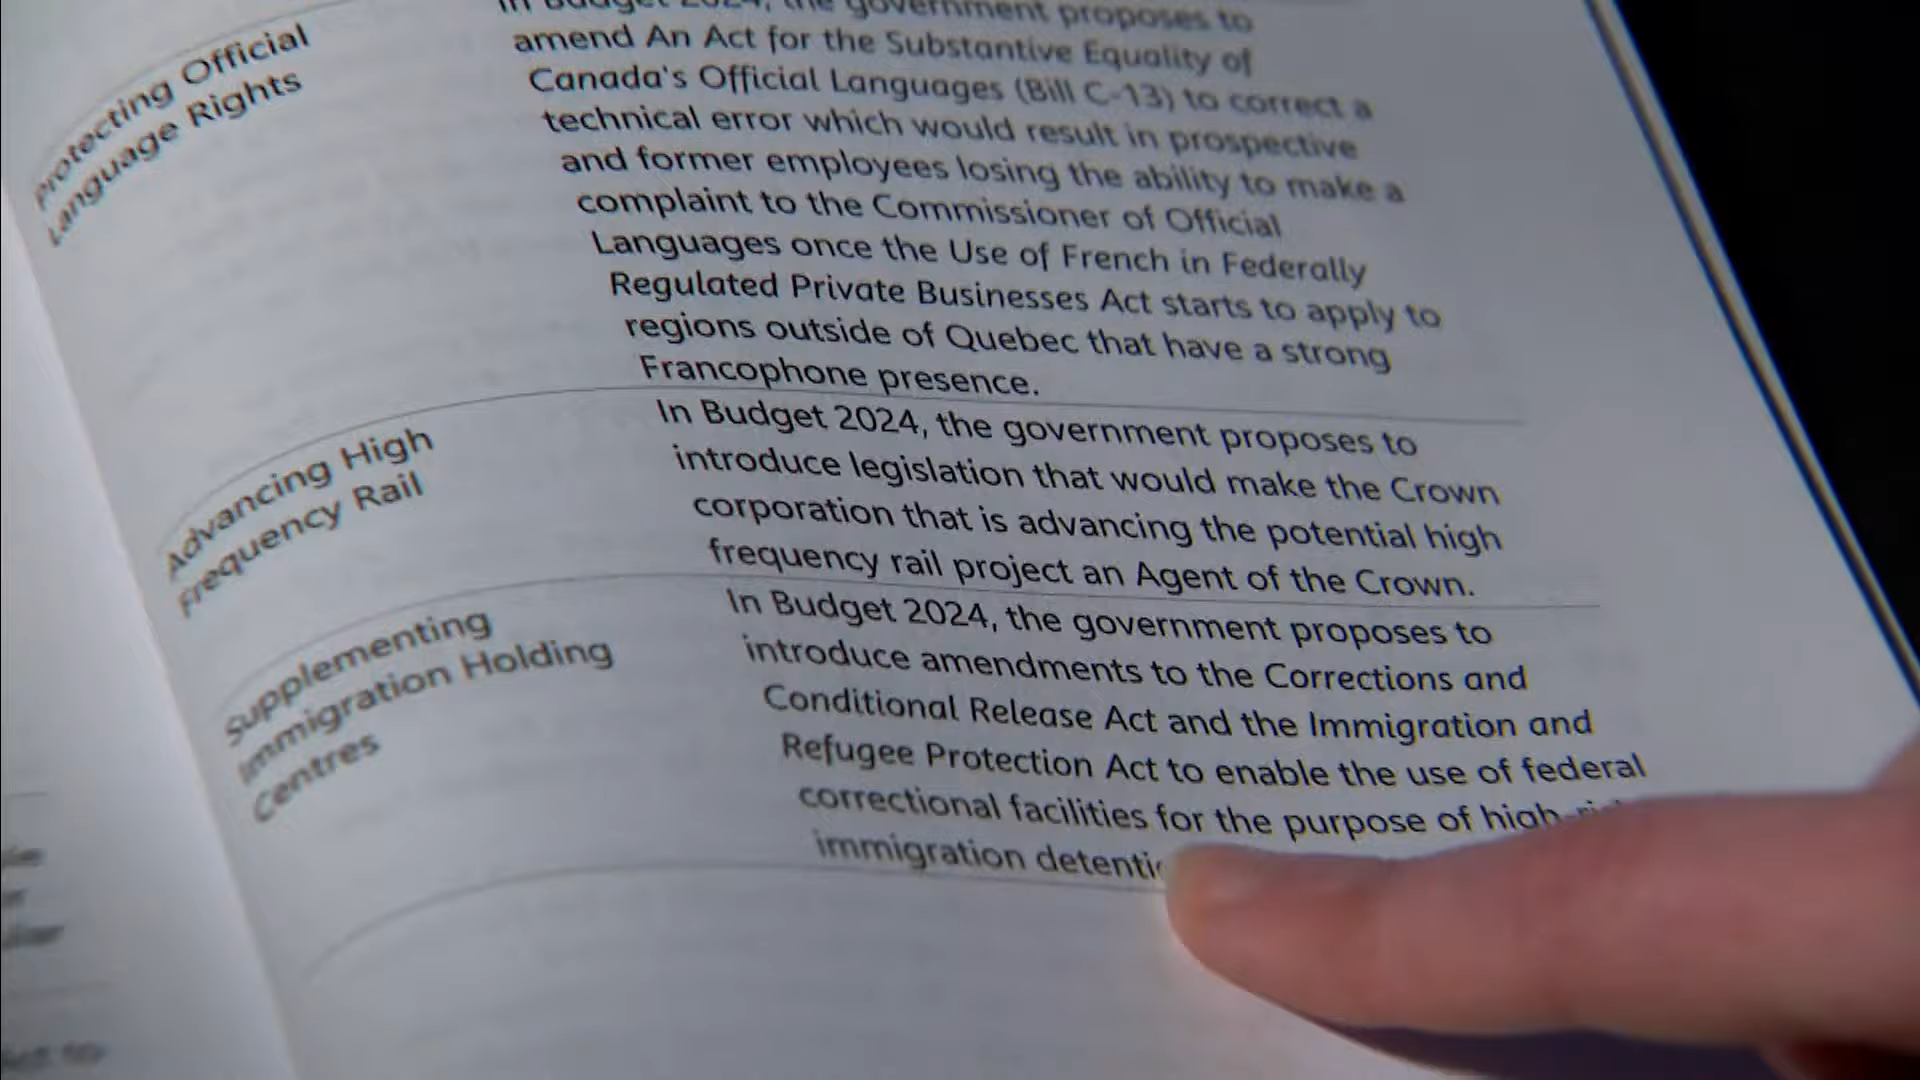 Protecting Official
Language Rights
In Budget 2024, the government proposes to
amend An Act for the Substantive Equality of
Canada's Official Languages (Bill C-13) to correct a
technical error which would result in prospective
and former employees losing the ability to make a
complaint to the Commissioner of Official
Languages once the Use of French in Federally
Regulated Private Businesses Act starts to apply to
regions outside of Quebec that have a strong
Francophone presence.
Advancing High
Frequency Rail
In Budget 2024, the government proposes to
introduce legislation that would make the Crown
corporation that is advancing the potential high
frequency rail project an Agent of the Crown.
Supplementing
Immigration Holding
Centres
In Budget 2024, the government proposes to
introduce amendments to the Corrections and
Conditional Release Act and the Immigration and
Refugee Protection Act to enable the use of federal
correctional facilities for the purpose of
immigration